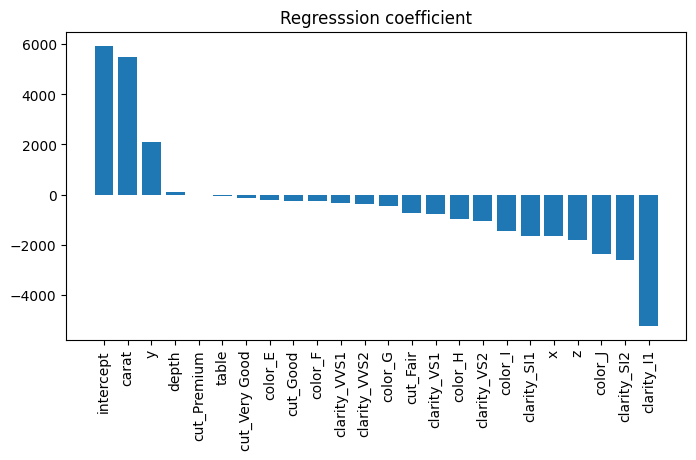 Regresssion coefficient
6000
4000
2000
0
−2000
−4000
intercept
carat
y
depth
cut_Premium
table
cut_Very Good
color_E
cut_Good
color_F
clarity_VVS1
clarity_VVS2
color_G
cut_Fair
clarity_VS1
color_H
clarity_VS2
color_I
clarity_SI1
x
z
color_J
clarity_SI2
clarity_I1